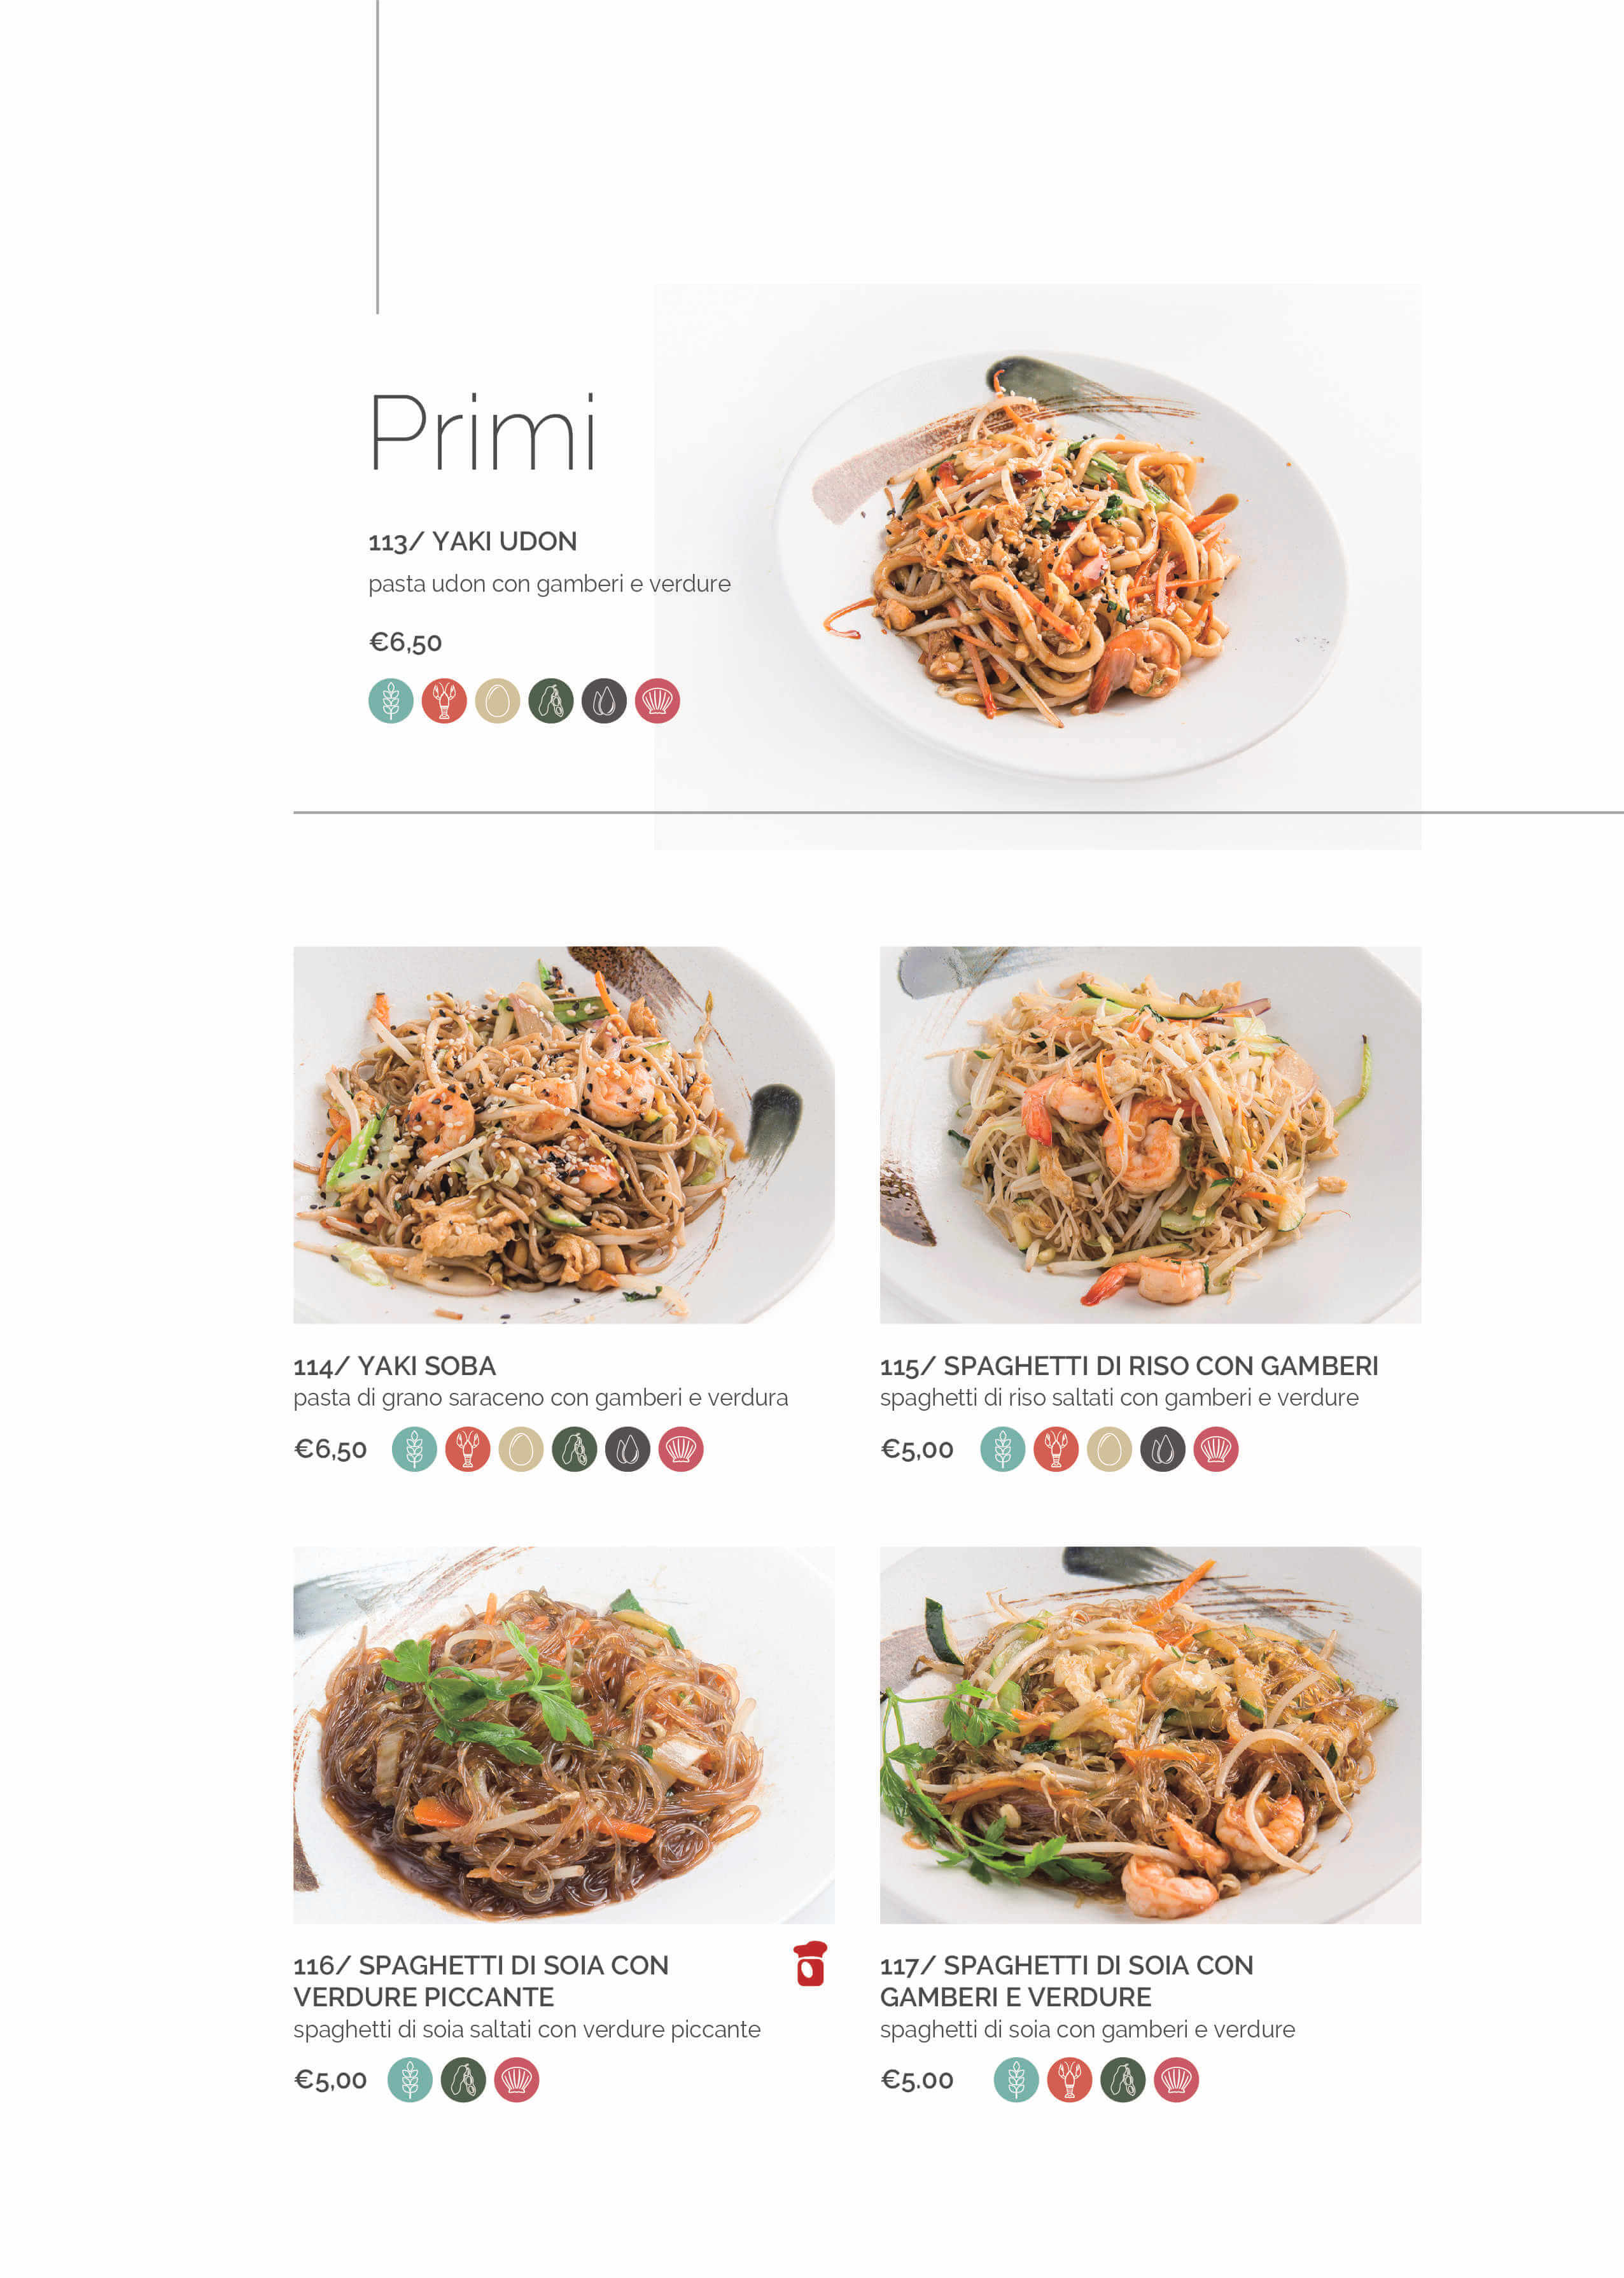 Primi
113/ YAKI UDON
pasta udon con gamberi e verdure
€6,50
114/ YAKI SOBA
pasta di grano saraceno con gamberi e verdura
€6,50
115/ SPAGHETTI DI RISO CON GAMBERI
spaghetti di riso saltati con gamberi e verdure
€5,00
116/ SPAGHETTI DI SOIA CON
VERDURE PICCANTE
spaghetti di soia saltati con verdure piccante
€5,00
117/ SPAGHETTI DI SOIA CON
GAMBERI E VERDURE
spaghetti di soia con gamberi e verdure
€5.00